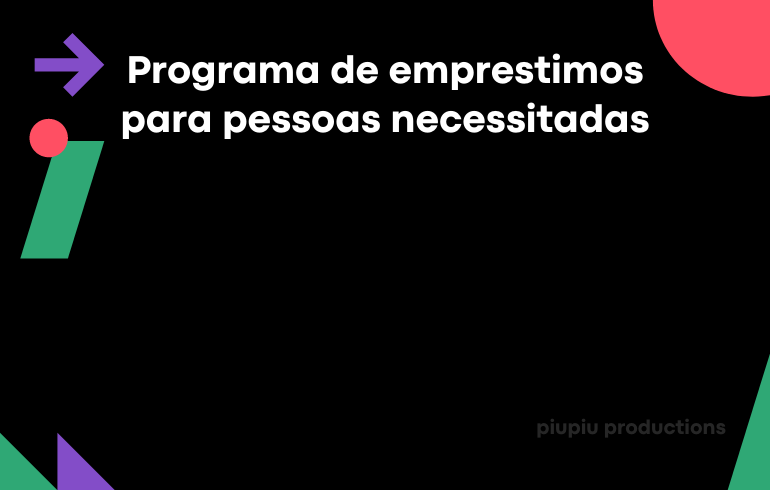 Programa de emprestimos
para pessoas necessitadas
piupiu productions